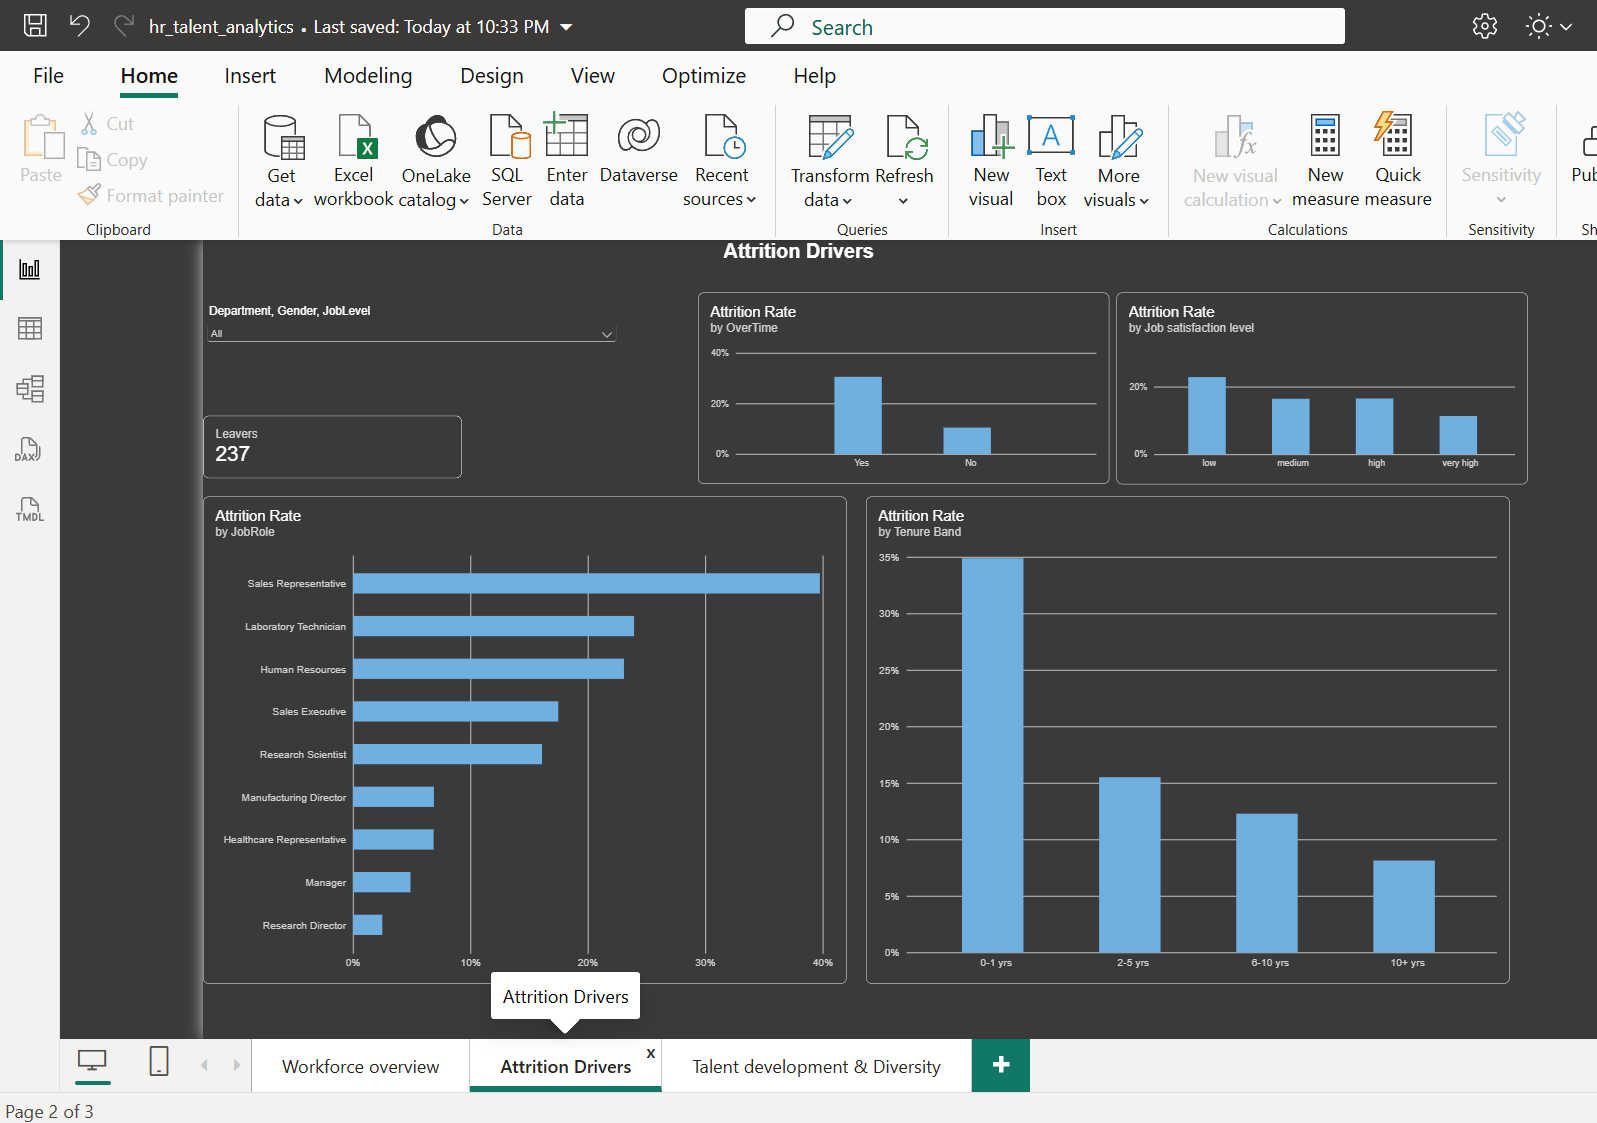 hr_talent_analytics • Last saved: Today at 10:33 PM
Search
File Home Insert Modeling Design View Optimize Help
Paste
Cut
Copy
Format painter
Clipboard
Get data
Excel workbook
OneLake catalog
SQL Server
Enter data
Dataverse
Recent sources
Data
Transform data
Refresh
Queries
New visual
Text box
More visuals
Insert
New visual calculation
New measure
Quick measure
Calculations
Sensitivity
Sensitivity
Pub
Sh
DAX
TMDL
Attrition Drivers
Department, Gender, JobLevel
All
Leavers
237
Attrition Rate
by OverTime
40%
20%
0%
Yes No
Attrition Rate
by Job satisfaction level
20%
0%
low medium high very high
Attrition Rate
by JobRole
Sales Representative
Laboratory Technician
Human Resources
Sales Executive
Research Scientist
Manufacturing Director
Healthcare Representative
Manager
Research Director
0% 10% 20% 30% 40%
Attrition Rate
by Tenure Band
35%
30%
25%
20%
15%
10%
5%
0%
0-1 yrs 2-5 yrs 6-10 yrs 10+ yrs
Attrition Drivers
Workforce overview
Attrition Drivers x
Talent development & Diversity
+
Page 2 of 3